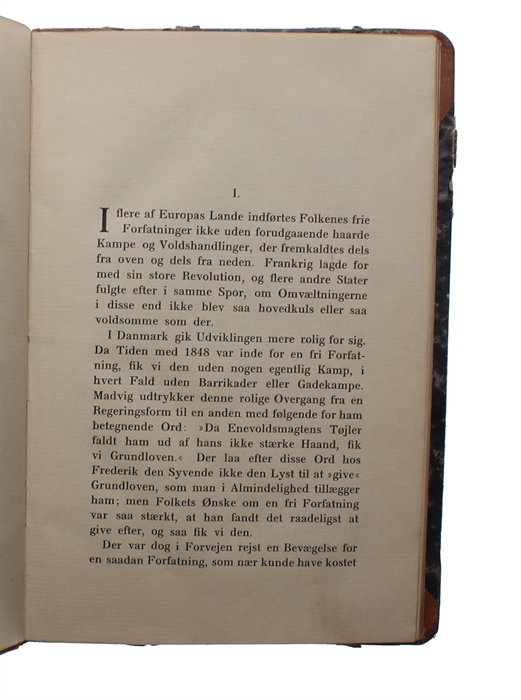 I.
I flere af Europas Lande indførtes Folkenes frie
Forfatninger ikke uden forudgaaende haarde
Kampe og Voldshandlinger, der fremkaldtes dels
fra oven og dels fra neden. Frankrig lagde for
med sin store Revolution, og flere andre Stater
fulgte efter i samme Spor, om Omvæltningerne
i disse end ikke blev saa hovedkuls eller saa
voldsomme som der.
I Danmark gik Udviklingen mere rolig for sig.
Da Tiden med 1848 var inde for en fri Forfat-
ning, fik vi den uden nogen egentlig Kamp, i
hvert Fald uden Barrikader eller Gadekampe.
Madvig udtrykker denne rolige Overgang fra en
Regeringsform til en anden med følgende for ham
betegnende Ord: »Da Enevoldsmagtens Tøjler
faldt ham ud af hans ikke stærke Haand, fik
vi Grundloven.« Der laa efter disse Ord hos
Frederik den Syvende ikke den Lyst til at »give«
Grundloven, som man i Almindelighed tillægger
ham; men Folkets Ønske om en fri Forfatning
var saa stærkt, at han fandt det raadeligst at
give efter, og saa fik vi den.
Der var dog i Forvejen rejst en Bevægelse for
en saadan Forfatning, som nær kunde have kostet